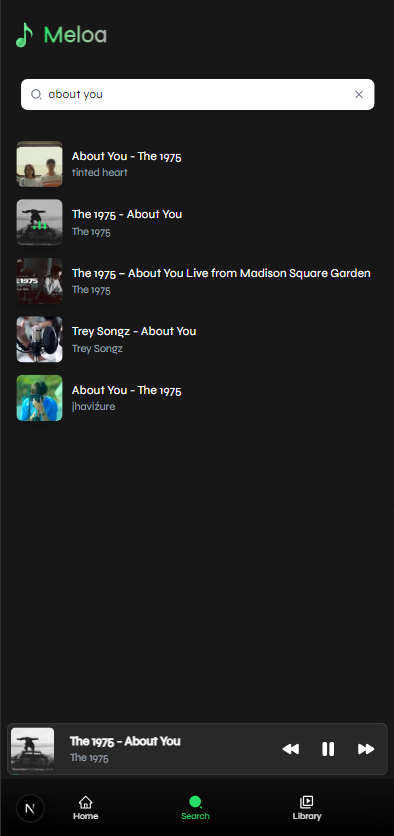 Meloa
about you
About You - The 1975
tinted heart
The 1975 - About You
The 1975
The 1975 – About You Live from Madison Square Garden
The 1975
Trey Songz - About You
Trey Songz
About You - The 1975
jhaviźure
The 1975 - About You
The 1975
N
Home
Search
Library